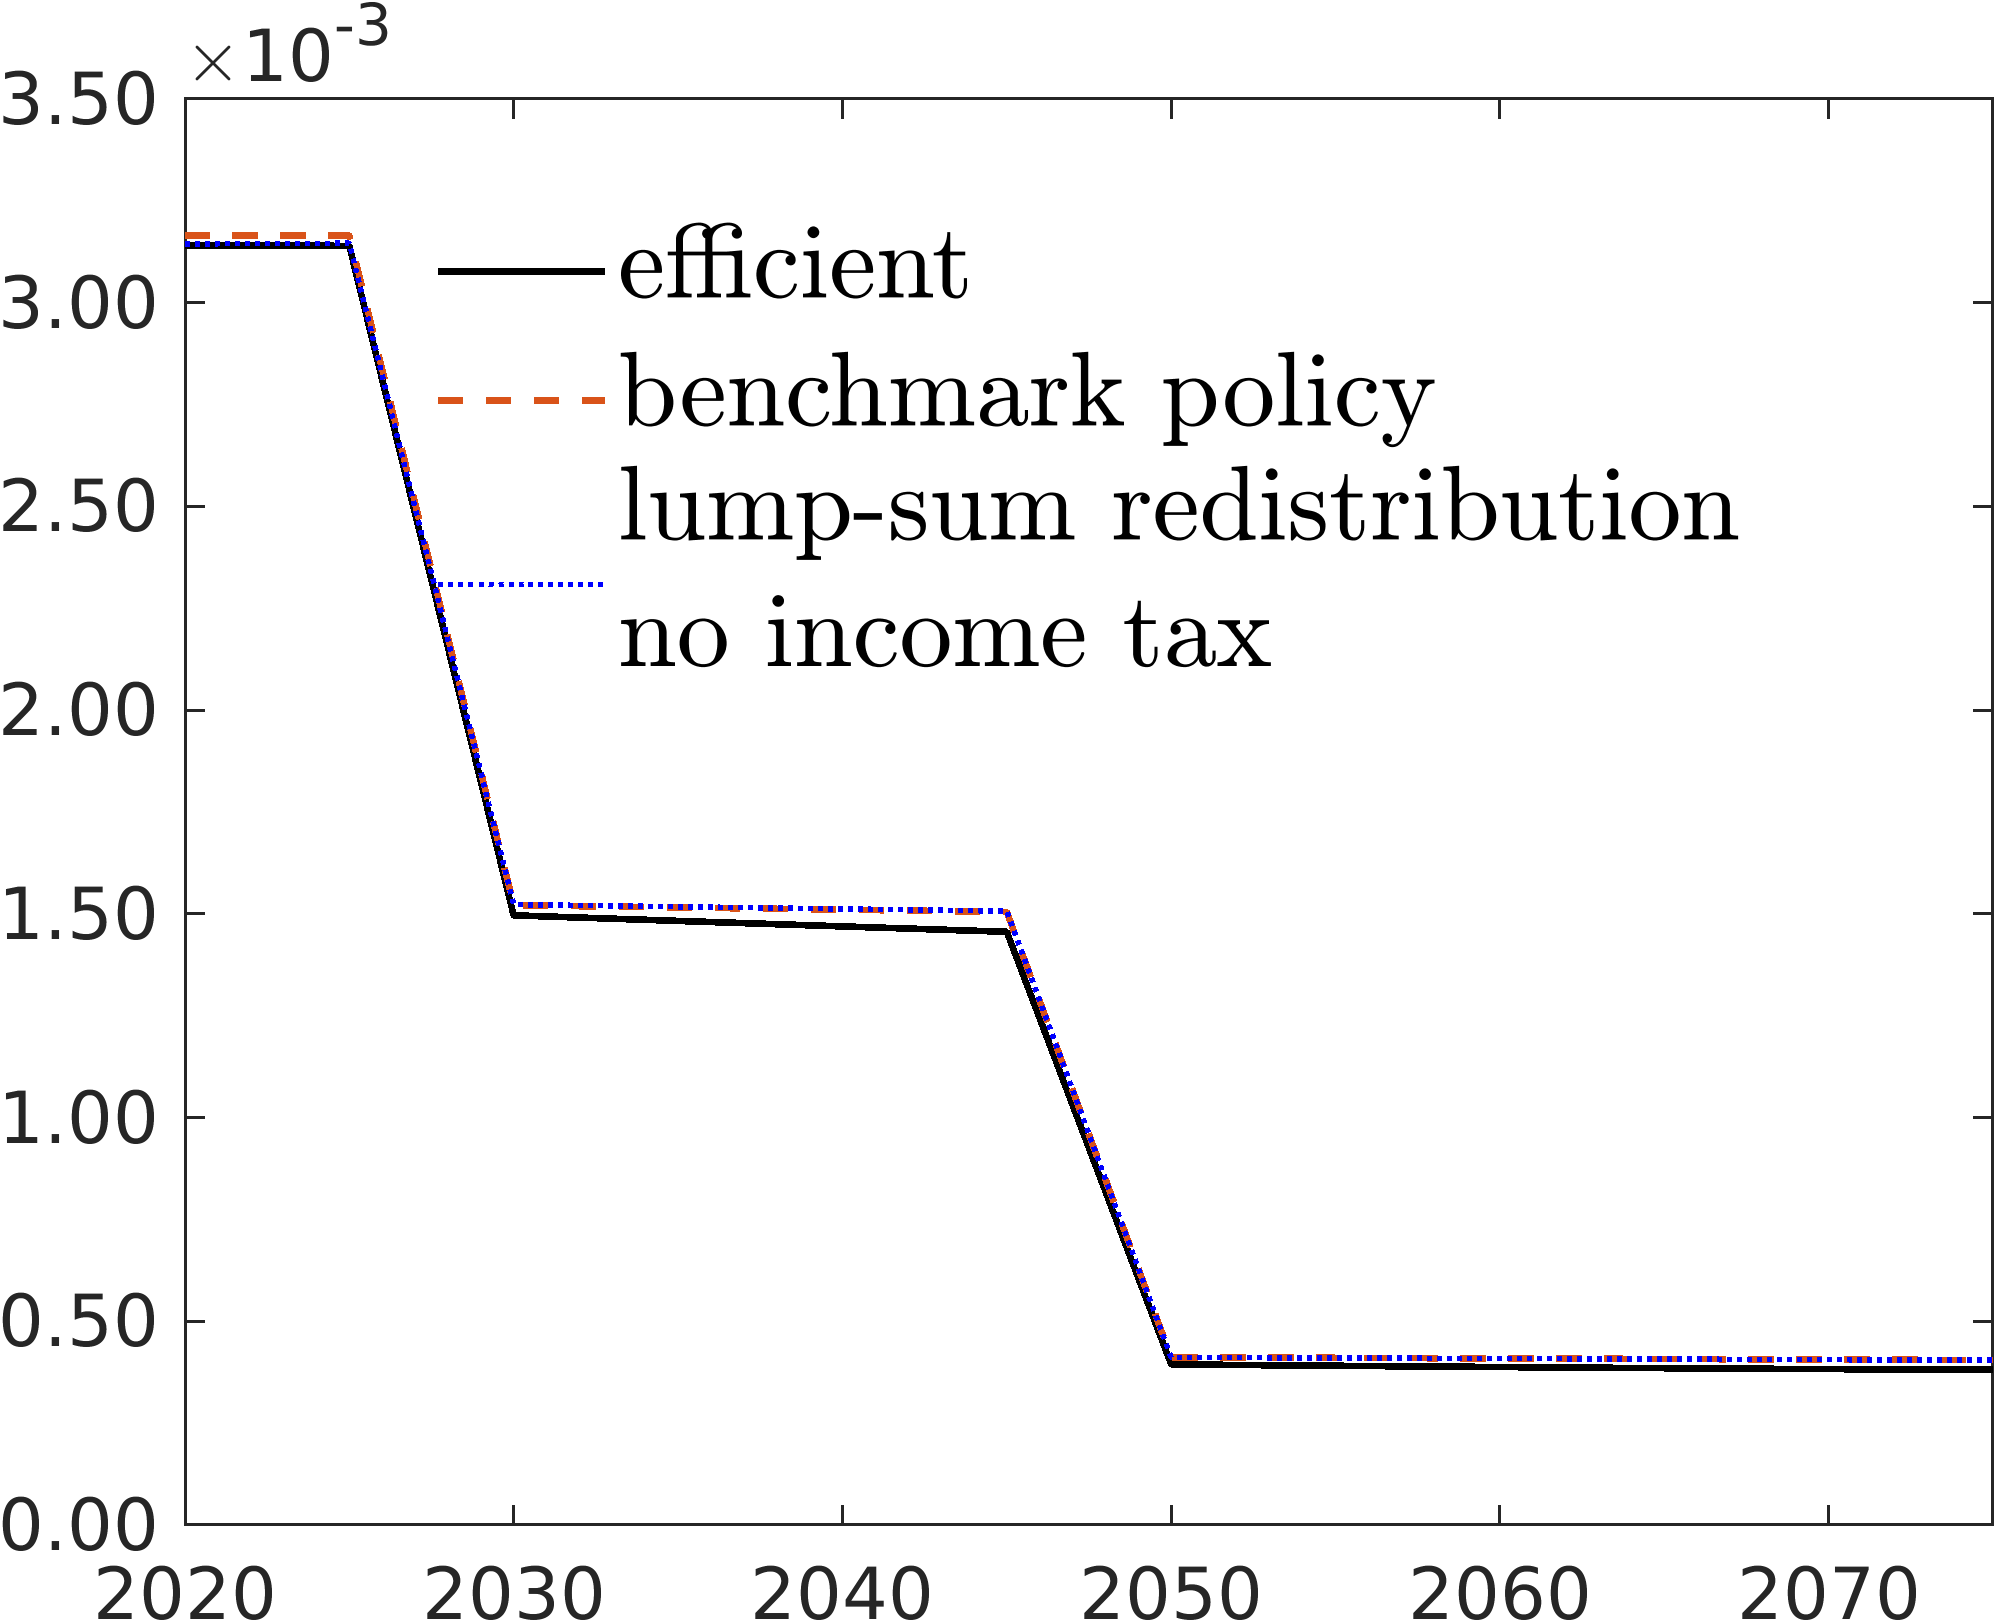 ×10-3
3.50
3.00
2.50
2.00
1.50
1.00
0.50
0.00
efficient
benchmark policy
lump-sum redistribution
no income tax
2020 2030 2040 2050 2060 2070